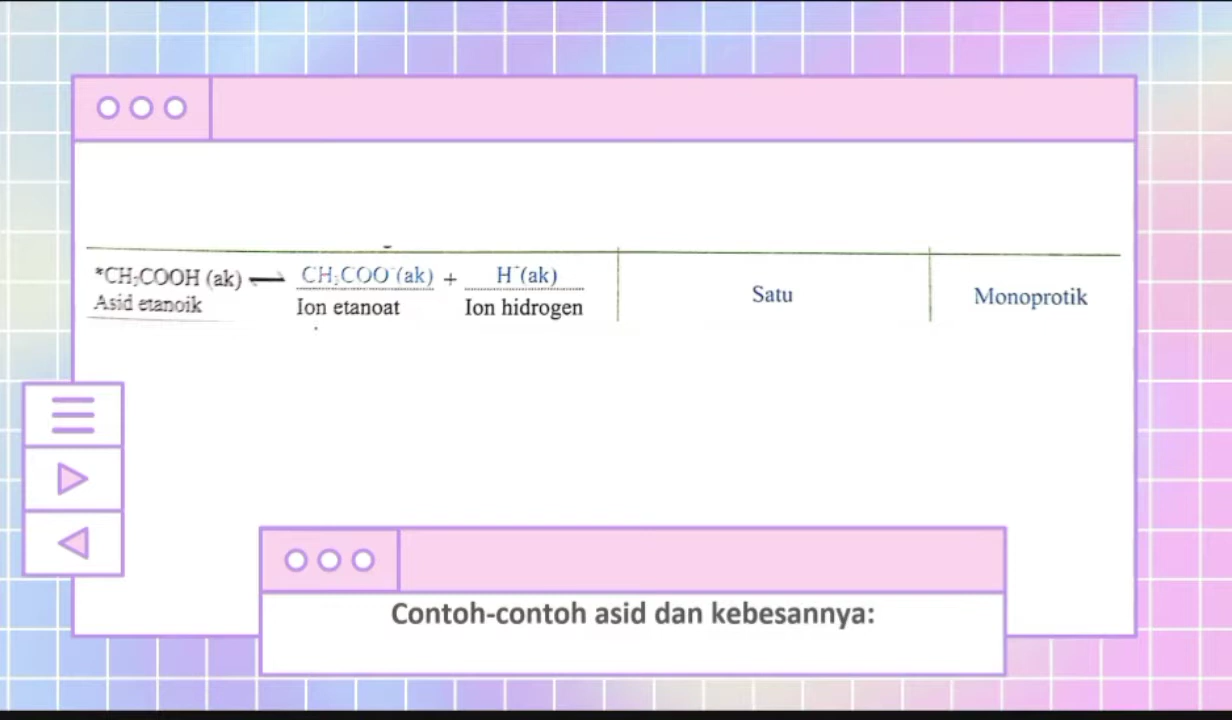 *CH₃COOH (ak) ⇌ CH₃COO⁻(ak) + H⁺(ak)
Asid etanoik Ion etanoat Ion hidrogen
Satu
Monoprotik
Contoh-contoh asid dan kebesannya: